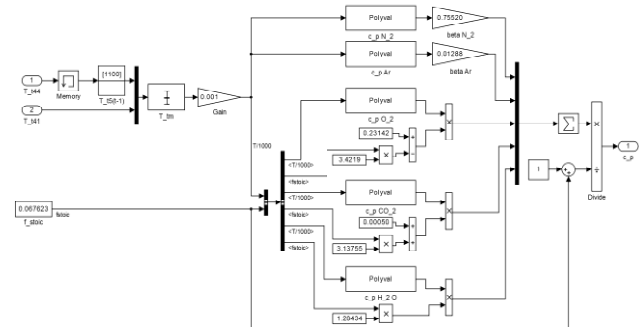 Polyval
c_p N_2
0.75520
beta N_2
Polyval
c_p Ar
0.01288
beta Ar
1
T_t44
Memory
[1100]
T_t5(t-1)
2
T_t41
T_tm
0.001
Gain
T/1000
Polyval
c_p O_2
0.23142
3.4219
×
+
−
×
<T/1000>
<fstoic>
<T/1000>
<fstoic>
<T/1000>
<fstoic>
Polyval
c_p CO_2
0.00050
3.13755
×
+
+
×
Polyval
c_p H_2 O
1.28434
×
×
0.067623
f_stoic
fstoic
Σ
1
×
÷
Divide
1
c_p